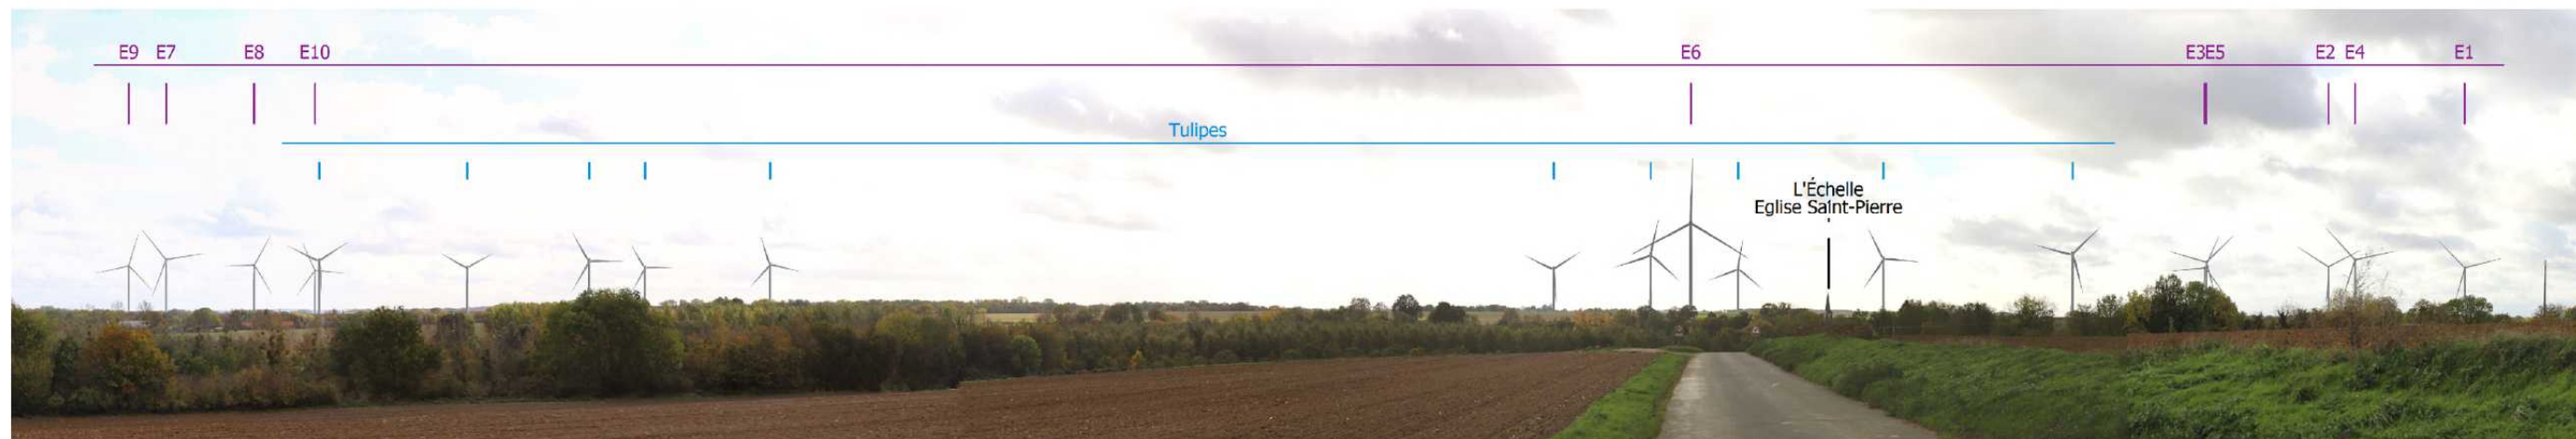 E9 E7 E8 E10 E6 E3E5 E2 E4 E1
Tulipes
L'Échelle
Eglise Saint-Pierre